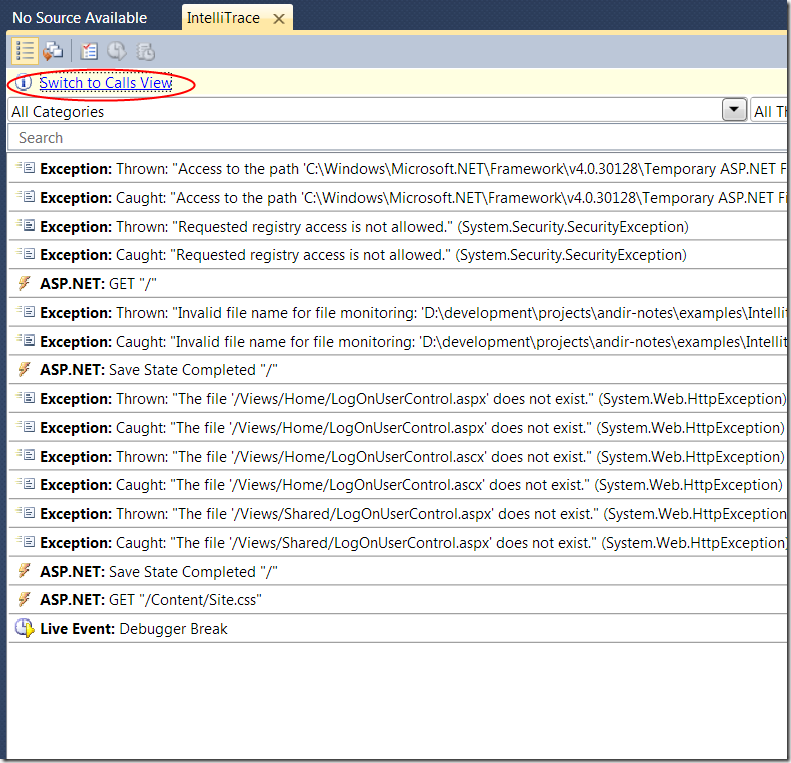 No Source Available IntelliTrace
Switch to Calls View
All Categories All
Search
Exception: Thrown: "Access to the path 'C:\Windows\Microsoft.NET\Framework\v4.0.30128\Temporary ASP.NET
Exception: Caught: "Access to the path 'C:\Windows\Microsoft.NET\Framework\v4.0.30128\Temporary ASP.NET
Exception: Thrown: "Requested registry access is not allowed." (System.Security.SecurityException)
Exception: Caught: "Requested registry access is not allowed." (System.Security.SecurityException)
ASP.NET: GET "/"
Exception: Thrown: "Invalid file name for file monitoring: 'D:\development\projects\andir-notes\examples\Intellit
Exception: Caught: "Invalid file name for file monitoring: 'D:\development\projects\andir-notes\examples\Intellit
ASP.NET: Save State Completed "/"
Exception: Thrown: "The file '/Views/Home/LogOnUserControl.aspx' does not exist." (System.Web.HttpException)
Exception: Caught: "The file '/Views/Home/LogOnUserControl.aspx' does not exist." (System.Web.HttpException)
Exception: Thrown: "The file '/Views/Home/LogOnUserControl.ascx' does not exist." (System.Web.HttpException)
Exception: Caught: "The file '/Views/Home/LogOnUserControl.ascx' does not exist." (System.Web.HttpException)
Exception: Thrown: "The file '/Views/Shared/LogOnUserControl.aspx' does not exist." (System.Web.HttpException
Exception: Caught: "The file '/Views/Shared/LogOnUserControl.aspx' does not exist." (System.Web.HttpException)
ASP.NET: Save State Completed "/"
ASP.NET: GET "/Content/Site.css"
Live Event: Debugger Break